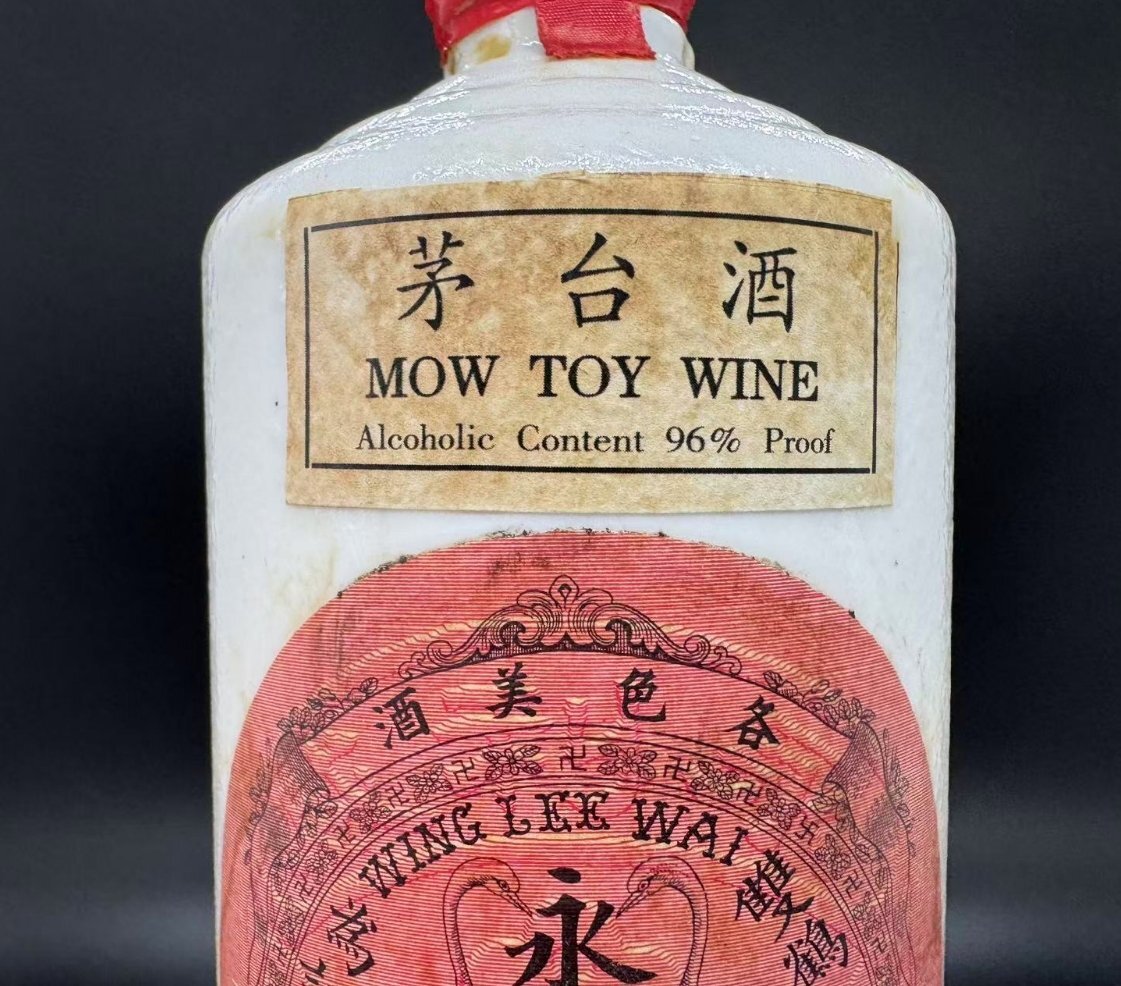 茅台酒
MOW TOY WINE
Alcoholic Content 96% Proof
酒美色各
WING LEE WAI
雙鶴
永